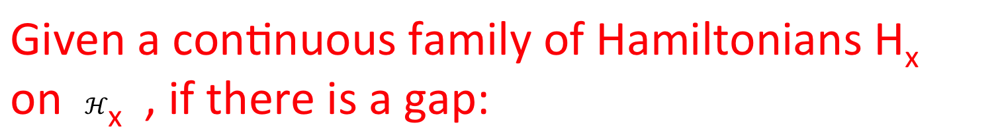 Given a continuous family of Hamiltonians Hₓ
on ℋₓ , if there is a gap: